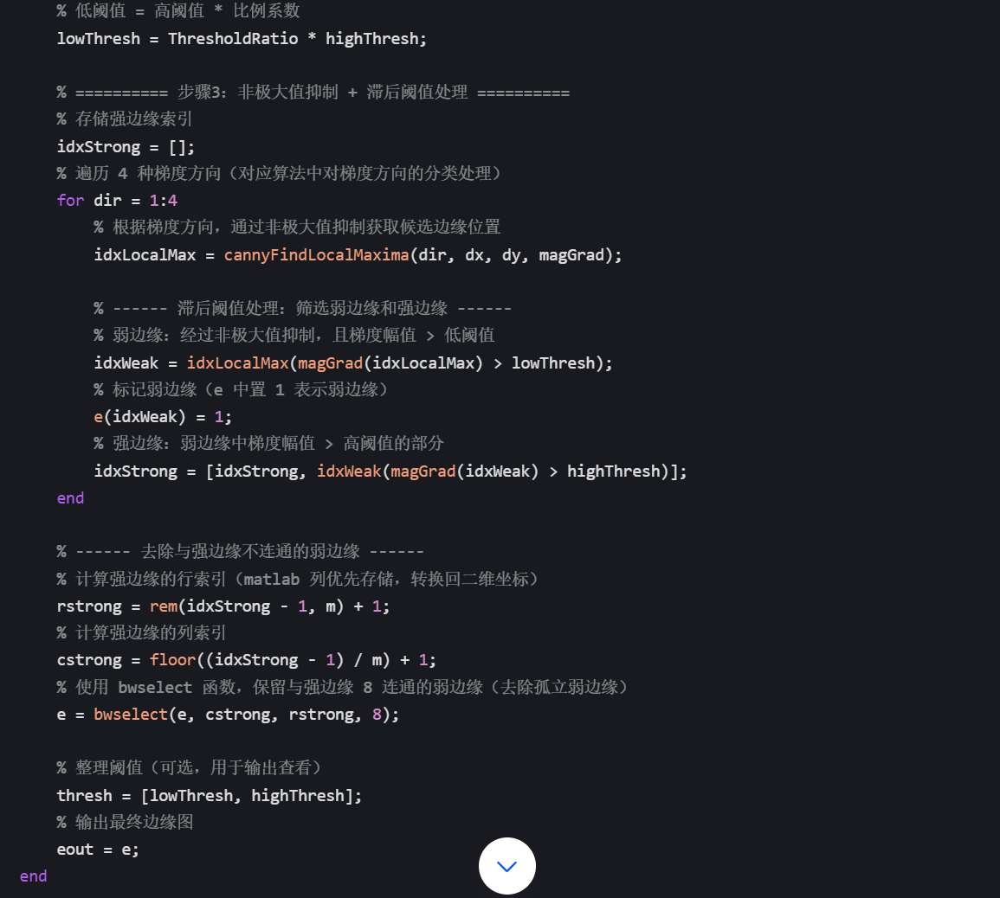 % 低阈值 = 高阈值 * 比例系数
lowThresh = ThresholdRatio * highThresh;
% ========== 步骤3: 非极大值抑制 + 滞后阈值处理 ==========
% 存储强边缘索引
idxStrong = [];
% 遍历 4 种梯度方向（对应算法中对梯度方向的分类处理）
for dir = 1:4
% 根据梯度方向，通过非极大值抑制获取候选边缘位置
idxLocalMax = cannyFindLocalMaxima(dir, dx, dy, magGrad);
% ------ 滞后阈值处理：筛选弱边缘和强边缘 ------
% 弱边缘：经过非极大值抑制，且梯度幅值 > 低阈值
idxWeak = idxLocalMax(magGrad(idxLocalMax) > lowThresh);
% 标记弱边缘（e 中置 1 表示弱边缘）
e(idxWeak) = 1;
% 强边缘：弱边缘中梯度幅值 > 高阈值的部分
idxStrong = [idxStrong, idxWeak(magGrad(idxWeak) > highThresh)];
end
% ------ 去除与强边缘不连通的弱边缘 ------
% 计算强边缘的行索引（matlab 列优先存储，转换回二维坐标）
rstrong = rem(idxStrong - 1, m) + 1;
% 计算强边缘的列索引
cstrong = floor((idxStrong - 1) / m) + 1;
% 使用 bwselect 函数，保留与强边缘 8 连通的弱边缘（去除孤立弱边缘）
e = bwselect(e, cstrong, rstrong, 8);
% 整理阈值（可选，用于输出查看）
thresh = [lowThresh, highThresh];
% 输出最终边缘图
eout = e;
end